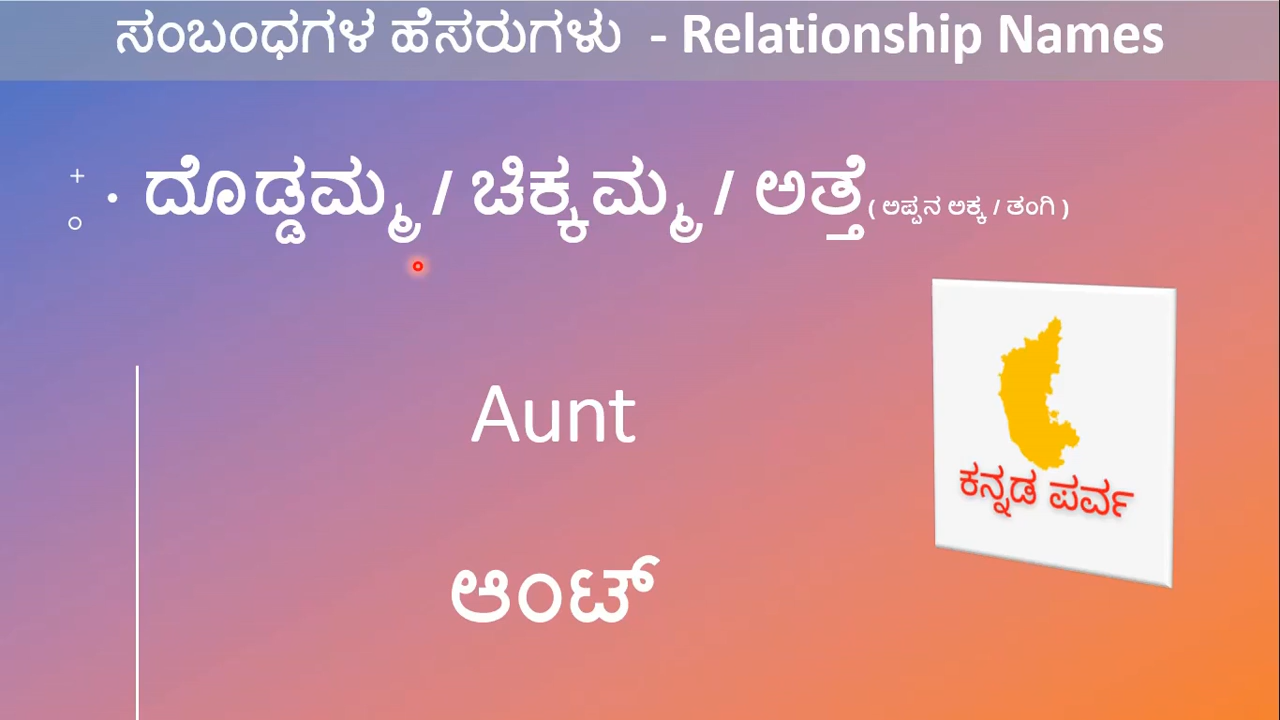 ಸಂಬಂಧಗಳ ಹೆಸರುಗಳು - Relationship Names
• ದೊಡ್ಡಮ್ಮ / ಚಿಕ್ಕಮ್ಮ / ಅತ್ತೆ ( ಅಪ್ಪನ ಅಕ್ಕ / ತಂಗಿ )
Aunt
ಕನ್ನಡ ಪರ್ವ
ಆಂಟ್